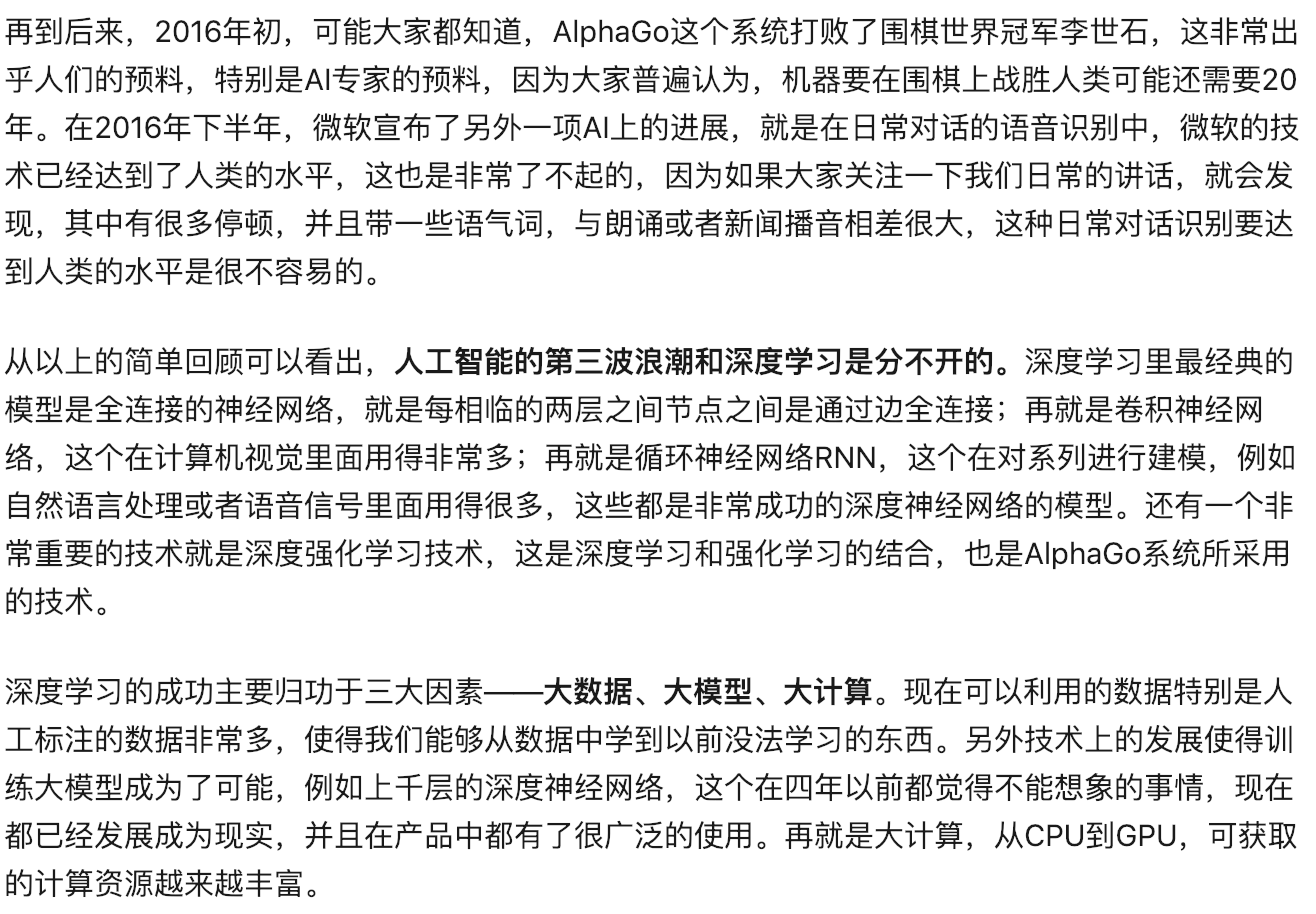 再到后来，2016年初，可能大家都知道，AlphaGo这个系统打败了围棋世界冠军李世石，这非常出
乎人们的预料，特别是AI专家的预料，因为大家普遍认为，机器要在围棋上战胜人类可能还需要20
年。在2016年下半年，微软宣布了另外一项AI上的进展，就是在日常对话的语音识别中，微软的技
术已经达到了人类的水平，这也是非常了不起的，因为如果大家关注一下我们日常的讲话，就会发
现，其中有很多停顿，并且带一些语气词，与朗诵或者新闻播音相差很大，这种日常对话识别要达
到人类的水平是很不容易的。
从以上的简单回顾可以看出，人工智能的第三波浪潮和深度学习是分不开的。深度学习里最经典的
模型是全连接的神经网络，就是每相临的两层之间节点之间是通过边全连接；再就是卷积神经网
络，这个在计算机视觉里面用得非常多；再就是循环神经网络RNN，这个在对系列进行建模，例如
自然语言处理或者语音信号里面用得很多，这些都是非常成功的深度神经网络的模型。还有一个非
常重要的技术就是深度强化学习技术，这是深度学习和强化学习的结合，也是AlphaGo系统所采用
的技术。
深度学习的成功主要归功于三大因素——大数据、大模型、大计算。现在可以利用的数据特别是人
工标注的数据非常多，使得我们能够从数据中学到以前没法学习的东西。另外技术上的发展使得训
练大模型成为了可能，例如上千层的深度神经网络，这个在四年以前都觉得不能想象的事情，现在
都已经发展成为现实，并且在产品中都有了很广泛的使用。再就是大计算，从CPU到GPU，可获取
的计算资源越来越丰富。